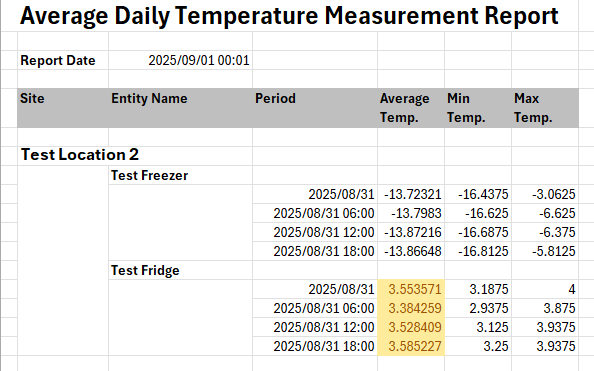 Average Daily Temperature Measurement Report
Report Date 2025/09/01 00:01
Site Entity Name Period Average Temp. Min Temp. Max Temp.
Test Location 2
Test Freezer
2025/08/31 -13.72321 -16.4375 -3.0625
2025/08/31 06:00 -13.7983 -16.625 -6.625
2025/08/31 12:00 -13.87216 -16.6875 -6.375
2025/08/31 18:00 -13.86648 -16.8125 -5.8125
Test Fridge
2025/08/31 3.553571 3.1875 4
2025/08/31 06:00 3.384259 2.9375 3.875
2025/08/31 12:00 3.528409 3.125 3.9375
2025/08/31 18:00 3.585227 3.25 3.9375